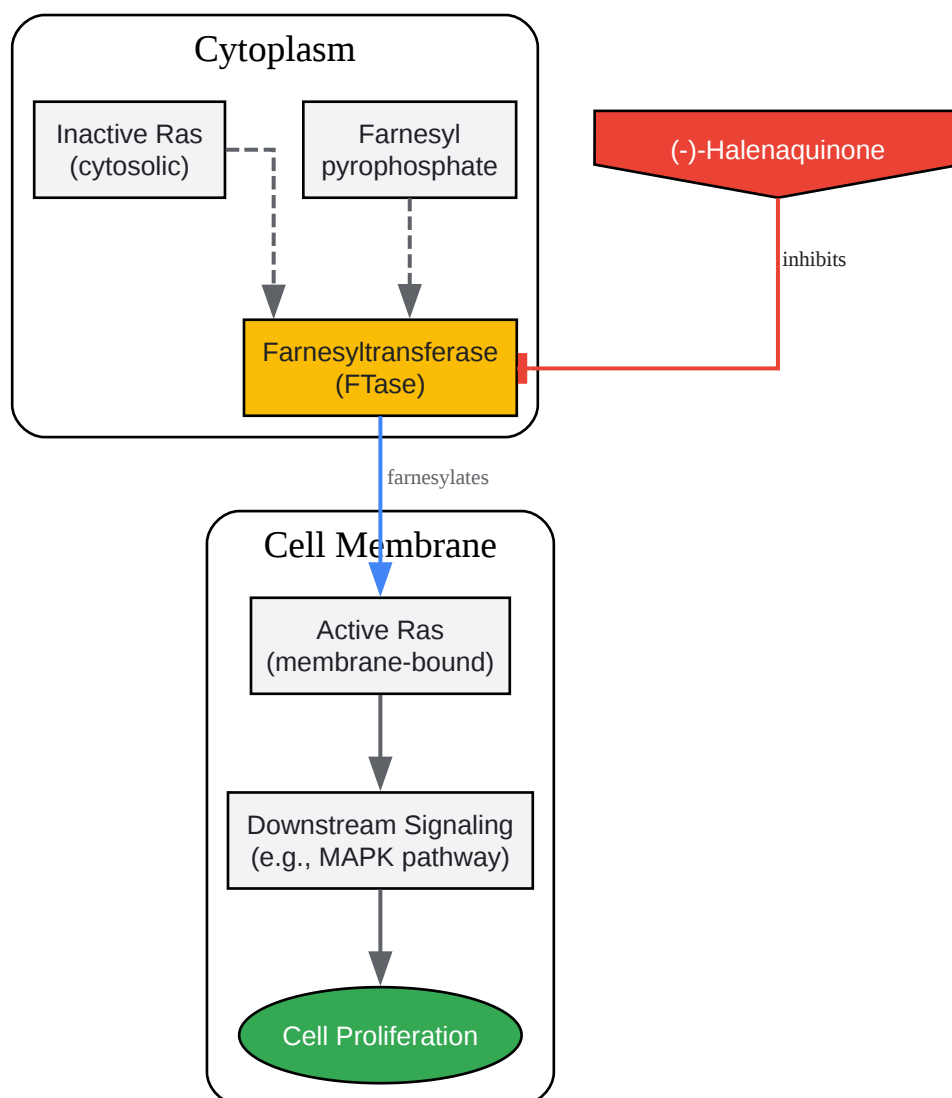 Cytoplasm
Inactive Ras
(cytosolic)
Farnesyl
pyrophosphate
(-)-Halenaquinone
inhibits
Farnesyltransferase
(FTase)
farnesylates
Cell Membrane
Active Ras
(membrane-bound)
Downstream Signaling
(e.g., MAPK pathway)
Cell Proliferation